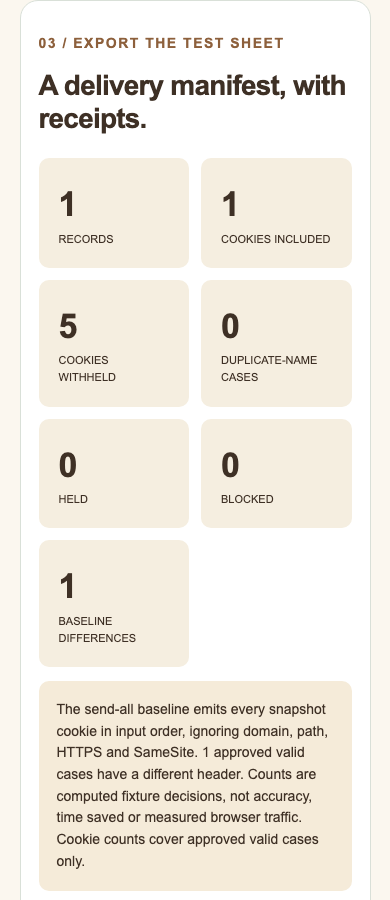 03 / EXPORT THE TEST SHEET
A delivery manifest, with
receipts.
1
RECORDS
1
COOKIES INCLUDED
5
COOKIES
WITHHELD
0
DUPLICATE-NAME
CASES
0
HELD
0
BLOCKED
1
BASELINE
DIFFERENCES
The send-all baseline emits every snapshot
cookie in input order, ignoring domain, path,
HTTPS and SameSite. 1 approved valid
cases have a different header. Counts are
computed fixture decisions, not accuracy,
time saved or measured browser traffic.
Cookie counts cover approved valid cases
only.